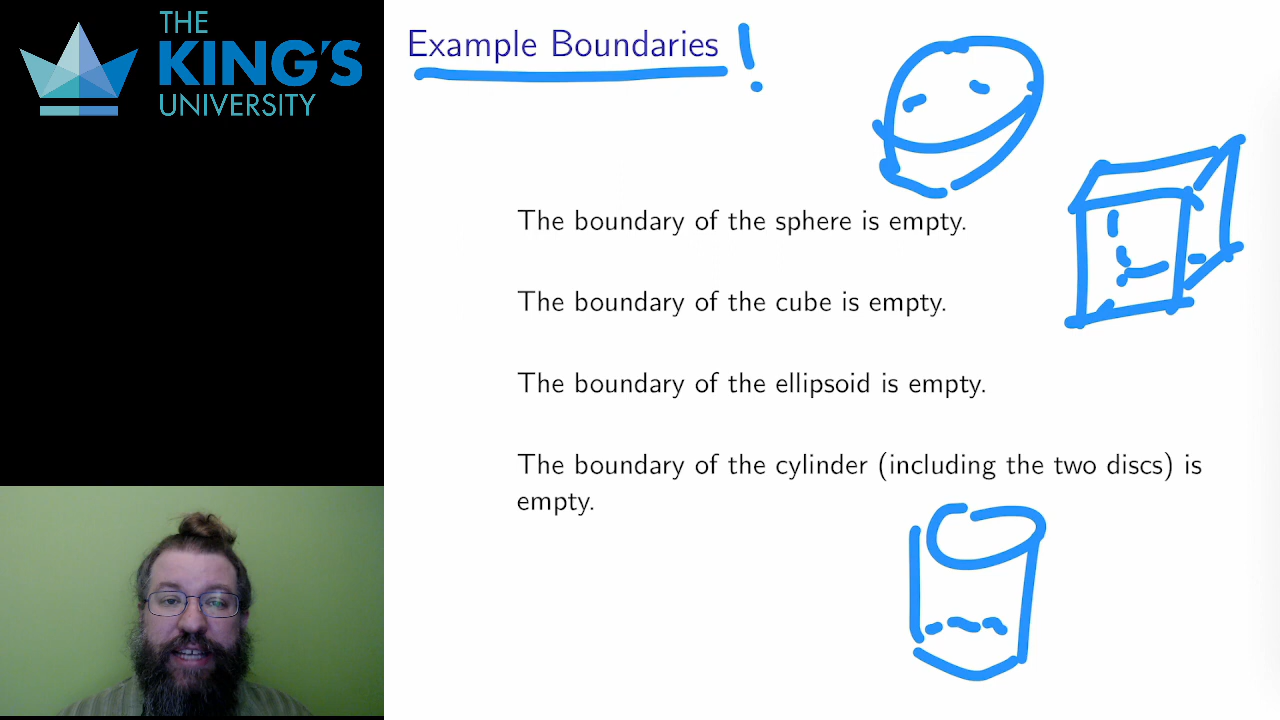 THE
KING'S
UNIVERSITY
Example Boundaries !
The boundary of the sphere is empty.
The boundary of the cube is empty.
The boundary of the ellipsoid is empty.
The boundary of the cylinder (including the two discs) is
empty.